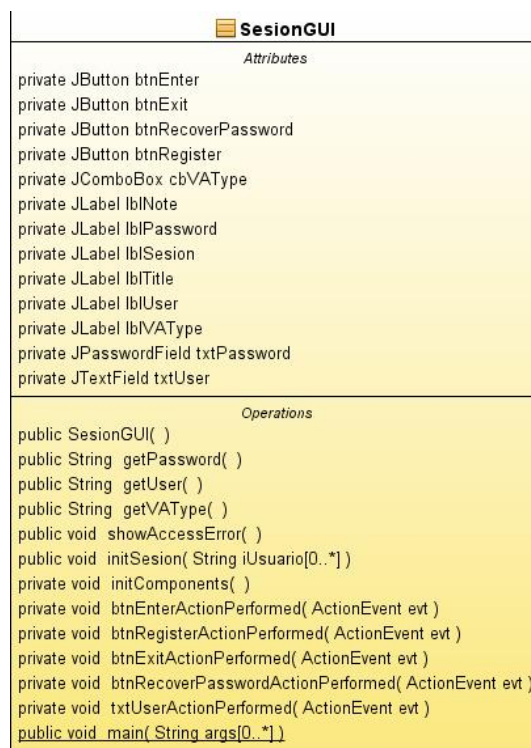 SesionGUI
Attributes
private JButton btnEnter
private JButton btnExit
private JButton btnRecoverPassword
private JButton btnRegister
private JComboBox cbVAType
private JLabel lblNote
private JLabel lblPassword
private JLabel lblSesion
private JLabel lblTitle
private JLabel lblUser
private JLabel lblVAType
private JPasswordField txtPassword
private JTextField txtUser
Operations
public SesionGUI( )
public String getPassword( )
public String getUser( )
public String getVAType( )
public void showAccessError( )
public void initSesion( String iUsuario[0..*] )
private void initComponents( )
private void btnEnterActionPerformed( ActionEvent evt )
private void btnRegisterActionPerformed( ActionEvent evt )
private void btnExitActionPerformed( ActionEvent evt )
private void btnRecoverPasswordActionPerformed( ActionEvent evt )
private void txtUserActionPerformed( ActionEvent evt )
public void main( String args[0..*] )